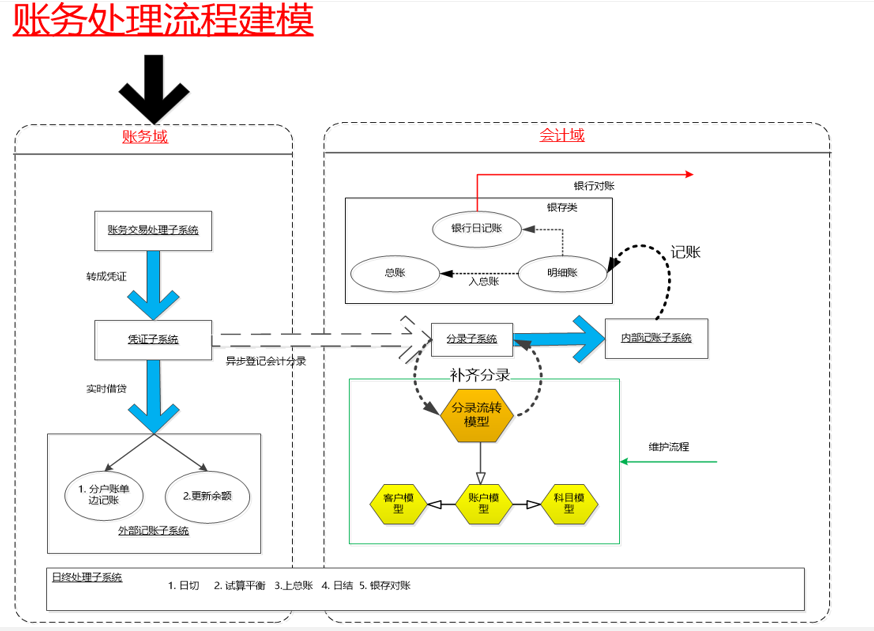 账务处理流程建模
账务域
账务交易处理子系统
转成凭证
凭证子系统
异步登记会计分录
实时借贷
1. 分户账单
边记账
2.更新余额
外部记账子系统
会计域
银行对账
银存类
银行日记账
总账
入总账
明细账
记账
分录子系统
内部记账子系统
补齐分录
分录流转
模型
维护流程
客户模
型
账户模
型
科目模
型
日终处理子系统
1. 日切 2. 试算平衡 3.上总账 4. 日结 5. 银存对账